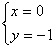 x = 0
y = −1